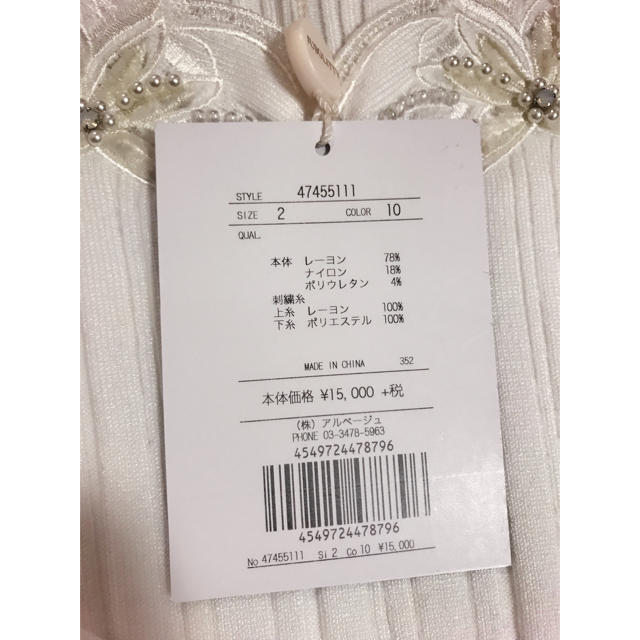 STYLE 47455111
SIZE 2 COLOR 10
QUAL.
本体 レーヨン 78%
ナイロン 18%
ポリウレタン 4%
刺繍糸
上糸 レーヨン 100%
下糸 ポリエステル 100%
MADE IN CHINA 352
本体価格 ¥15,000 +税
(株) アルページュ
PHONE 03-3478-5963
4549724478796
4549724478796
No 47455111 Si 2 Co 10 ¥15,000